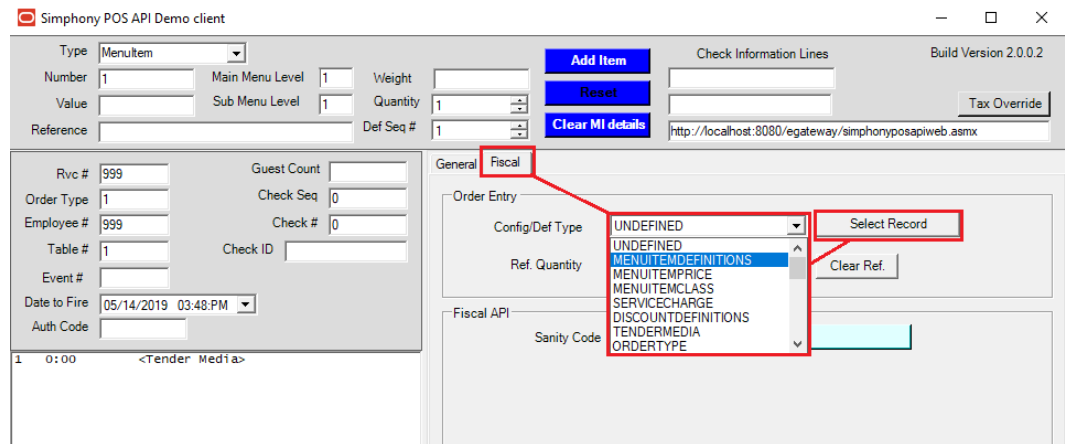 Simphony POS API Demo client
Type MenuItem Add Item Check Information Lines Build Version 2.0.0.2
Number 1 Main Menu Level 1 Weight
Value Sub Menu Level 1 Quantity 1 Reset Tax Override
Reference Def Seq # 1 Clear MI details http://localhost:8080/egateway/simphonyposapiweb.asmx
Rvc # 999 Guest Count
Order Type 1 Check Seq 0
Employee # 999 Check # 0
Table # 1 Check ID
Event #
Date to Fire 05/14/2019 03:48:PM
Auth Code
1 0:00 <Tender Media>
General Fiscal
Order Entry
Config/Def Type UNDEFINED Select Record
UNDEFINED
MENUITEMDEFINITIONS
Ref. Quantity MENUITEMPRICE Clear Ref.
MENUITEMCLASS
SERVICECHARGE
DISCOUNTDEFINITIONS
TENDERMEDIA
ORDERTYPE
Fiscal API
Sanity Code